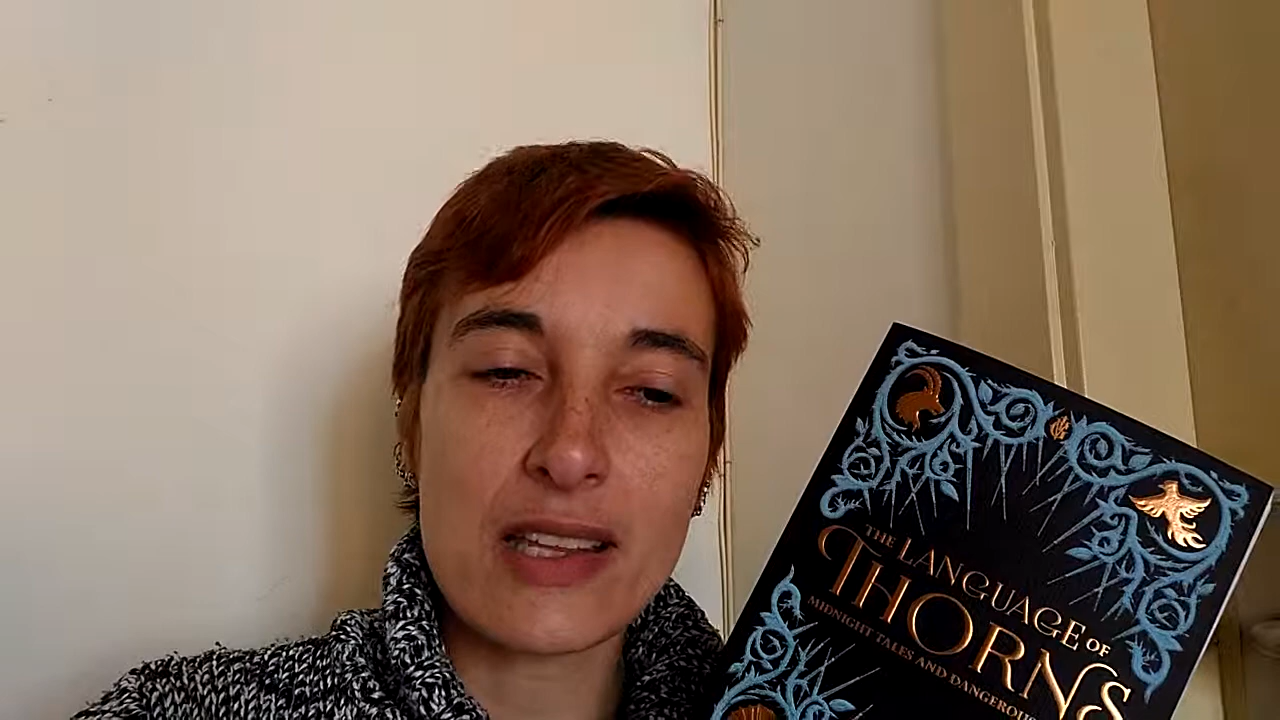 THE LANGUAGE OF
THORNS
MIDNIGHT TALES AND DANGEROUS